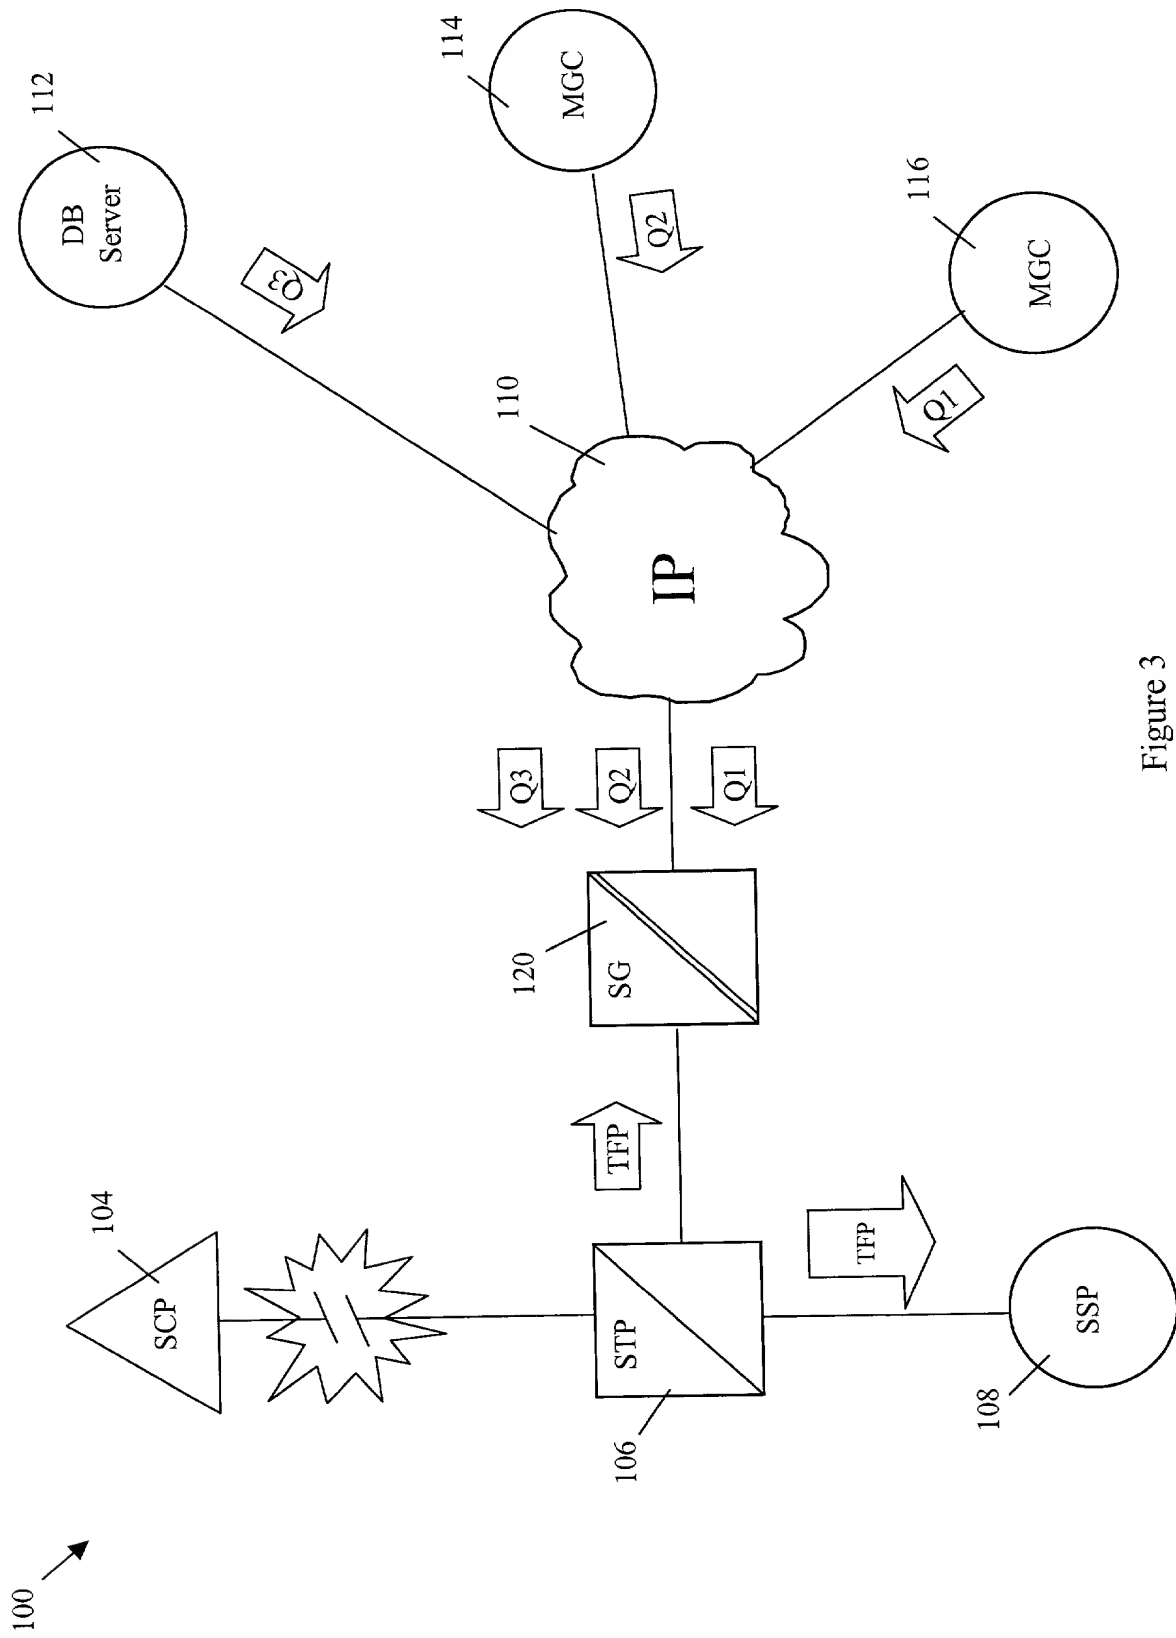 100
104
SCP
106
STP
108
SSP
TFP
TFP
120
SG
Q3
Q2
Q1
110
IP
112
DB
Server
Q3
114
MGC
Q2
116
MGC
Q1
Figure 3